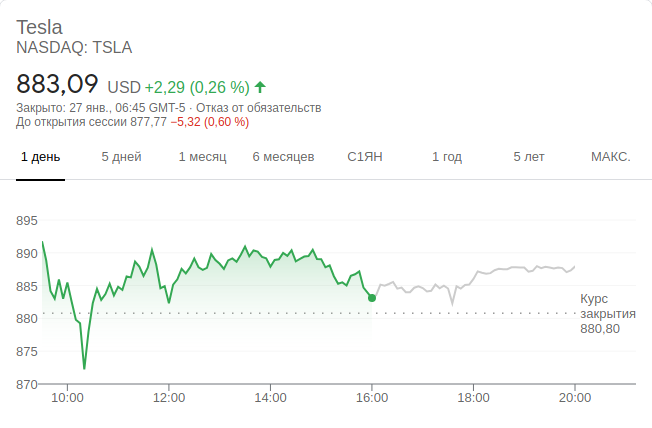 Tesla
NASDAQ: TSLA
883,09 USD +2,29 (0,26 %)
Закрыто: 27 янв., 06:45 GMT-5 · Отказ от обязательств
До открытия сессии 877,77 −5,32 (0,60 %)
1 день 5 дней 1 месяц 6 месяцев С1ЯН 1 год 5 лет МАКС.
895
890
885
880
875
870
Курс
закрытия
880,80
10:00 12:00 14:00 16:00 18:00 20:00